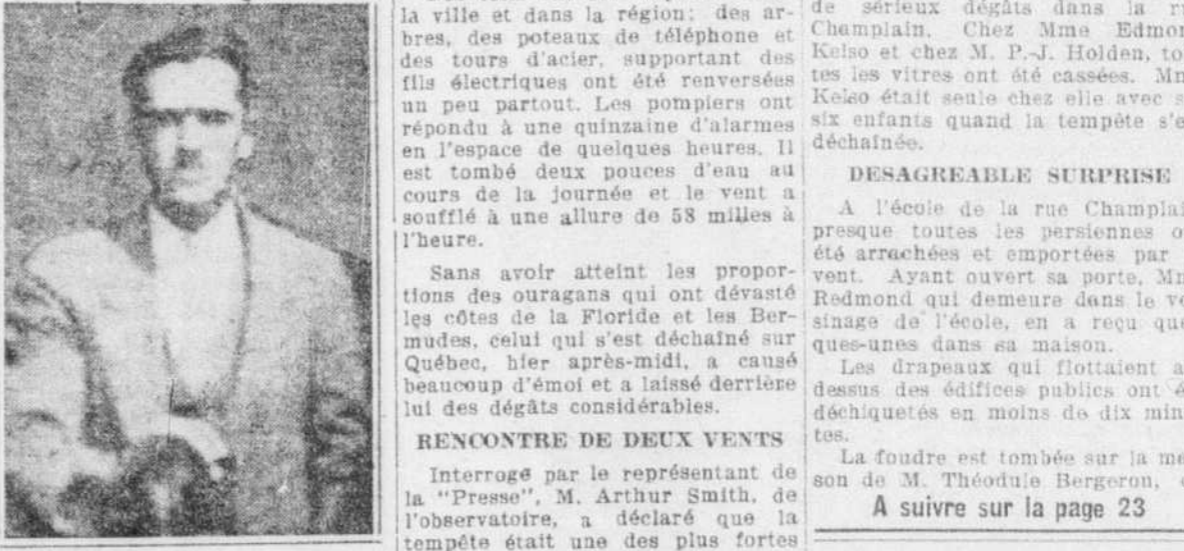 la ville et dans la région: des ar-
bres, des poteaux de téléphone et
des tours d'acier, supportant des
fils électriques ont été renversées
un peu partout. Les pompiers ont
répondu à une quinzaine d'alarmes
en l'espace de quelques heures. Il
est tombé deux pouces d'eau au
cours de la journée et le vent a
soufflé à une allure de 58 milles à
l'heure.
Sans avoir atteint les propor-
tions des ouragans qui ont dévasté
les côtes de la Floride et les Ber-
mudes, celui qui s'est déchaîné sur
Québec, hier après-midi, a causé
beaucoup d'émoi et a laissé derrière
lui des dégâts considérables.
RENCONTRE DE DEUX VENTS
Interrogé par le représentant de
la "Presse", M. Arthur Smith, de
l'observatoire, a déclaré que la
tempête était une des plus fortes
de sérieux dégâts dans la
Champlain. Chez Mme Edmon
Kelso et chez M. P.-J. Holden, to
tes les vitres ont été cassées. Mm
Kelso était seule chez elle avec s
six enfants quand la tempête s'e
déchaînée.
DESAGREABLE SURPRISE
A l'école de la rue Champlai
presque toutes les persiennes o
été arrachées et emportées par
vent. Ayant ouvert sa porte, Mm
Redmond qui demeure dans le vo
sinage de l'école, en a reçu que
ques-unes dans sa maison.
Les drapeaux qui flottaient a
dessus des édifices publics ont é
déchiquetés en moins de dix min
tes.
La foudre est tombée sur la ma
son de M. Théodule Bergeron,
A suivre sur la page 23